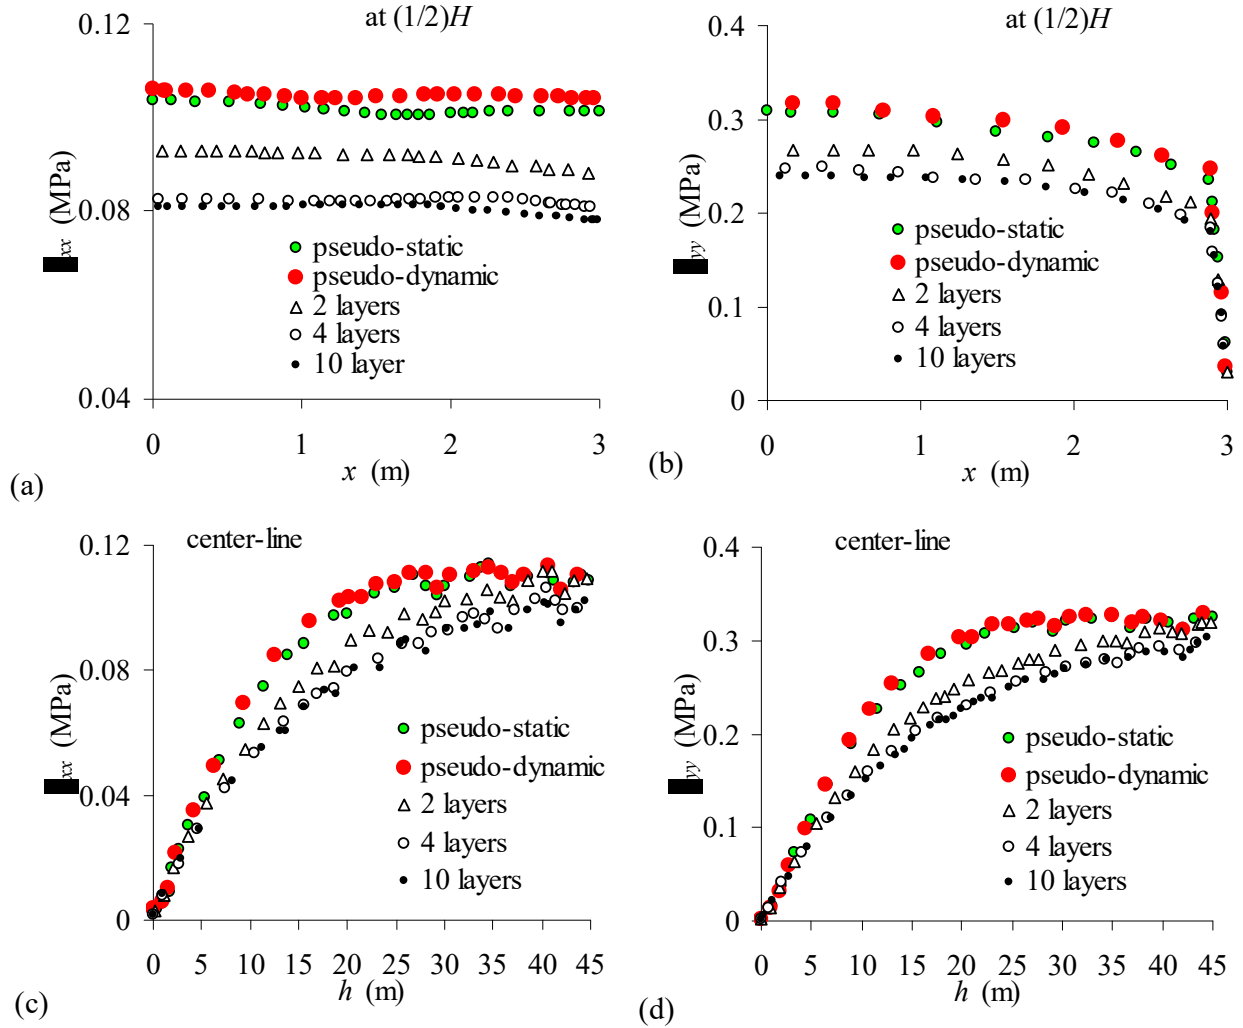 at (1/2)H
0.12
0.08
0.04
xx (MPa)
pseudo-static
pseudo-dynamic
2 layers
4 layers
10 layer
0 1 2 3
x (m)
(a)
at (1/2)H
0.4
0.3
0.2
0.1
0
yy (MPa)
pseudo-static
pseudo-dynamic
2 layers
4 layers
10 layers
0 1 2 3
x (m)
(b)
center-line
0.12
0.08
0.04
0
xx (MPa)
pseudo-static
pseudo-dynamic
2 layers
4 layers
10 layers
0 5 10 15 20 25 30 35 40 45
h (m)
(c)
center-line
0.4
0.3
0.2
0.1
0
yy (MPa)
pseudo-static
pseudo-dynamic
2 layers
4 layers
10 layers
0 5 10 15 20 25 30 35 40 45
h (m)
(d)